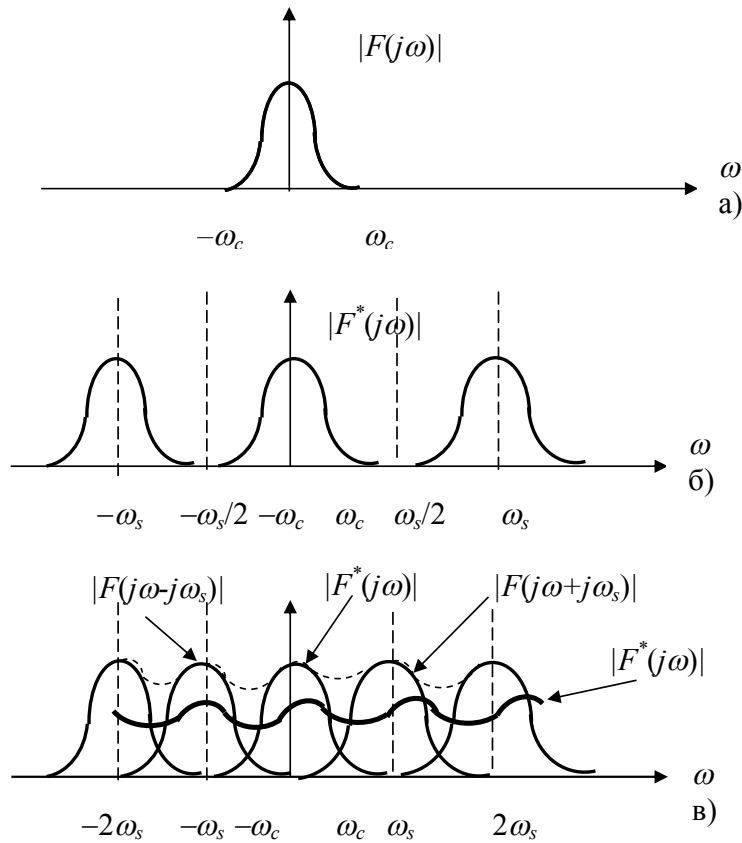 |F(jω)|
ω
а)
−ω_c ω_c
|F*(jω)|
ω
б)
−ω_s −ω_s/2 −ω_c ω_c ω_s/2 ω_s
|F(jω-jω_s)| |F*(jω)| |F(jω+jω_s)|
|F*(jω)|
ω
в)
−2ω_s −ω_s −ω_c ω_c ω_s 2ω_s